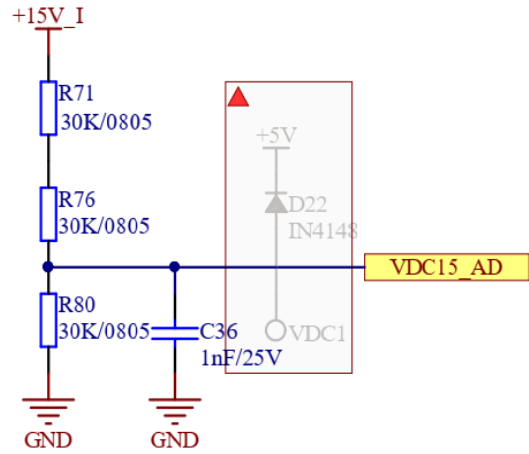 +15V_I
R71
30K/0805
R76
30K/0805
+5V
D22
IN4148
VDC15_AD
R80
30K/0805
C36
1nF/25V
VDC1
GND
GND